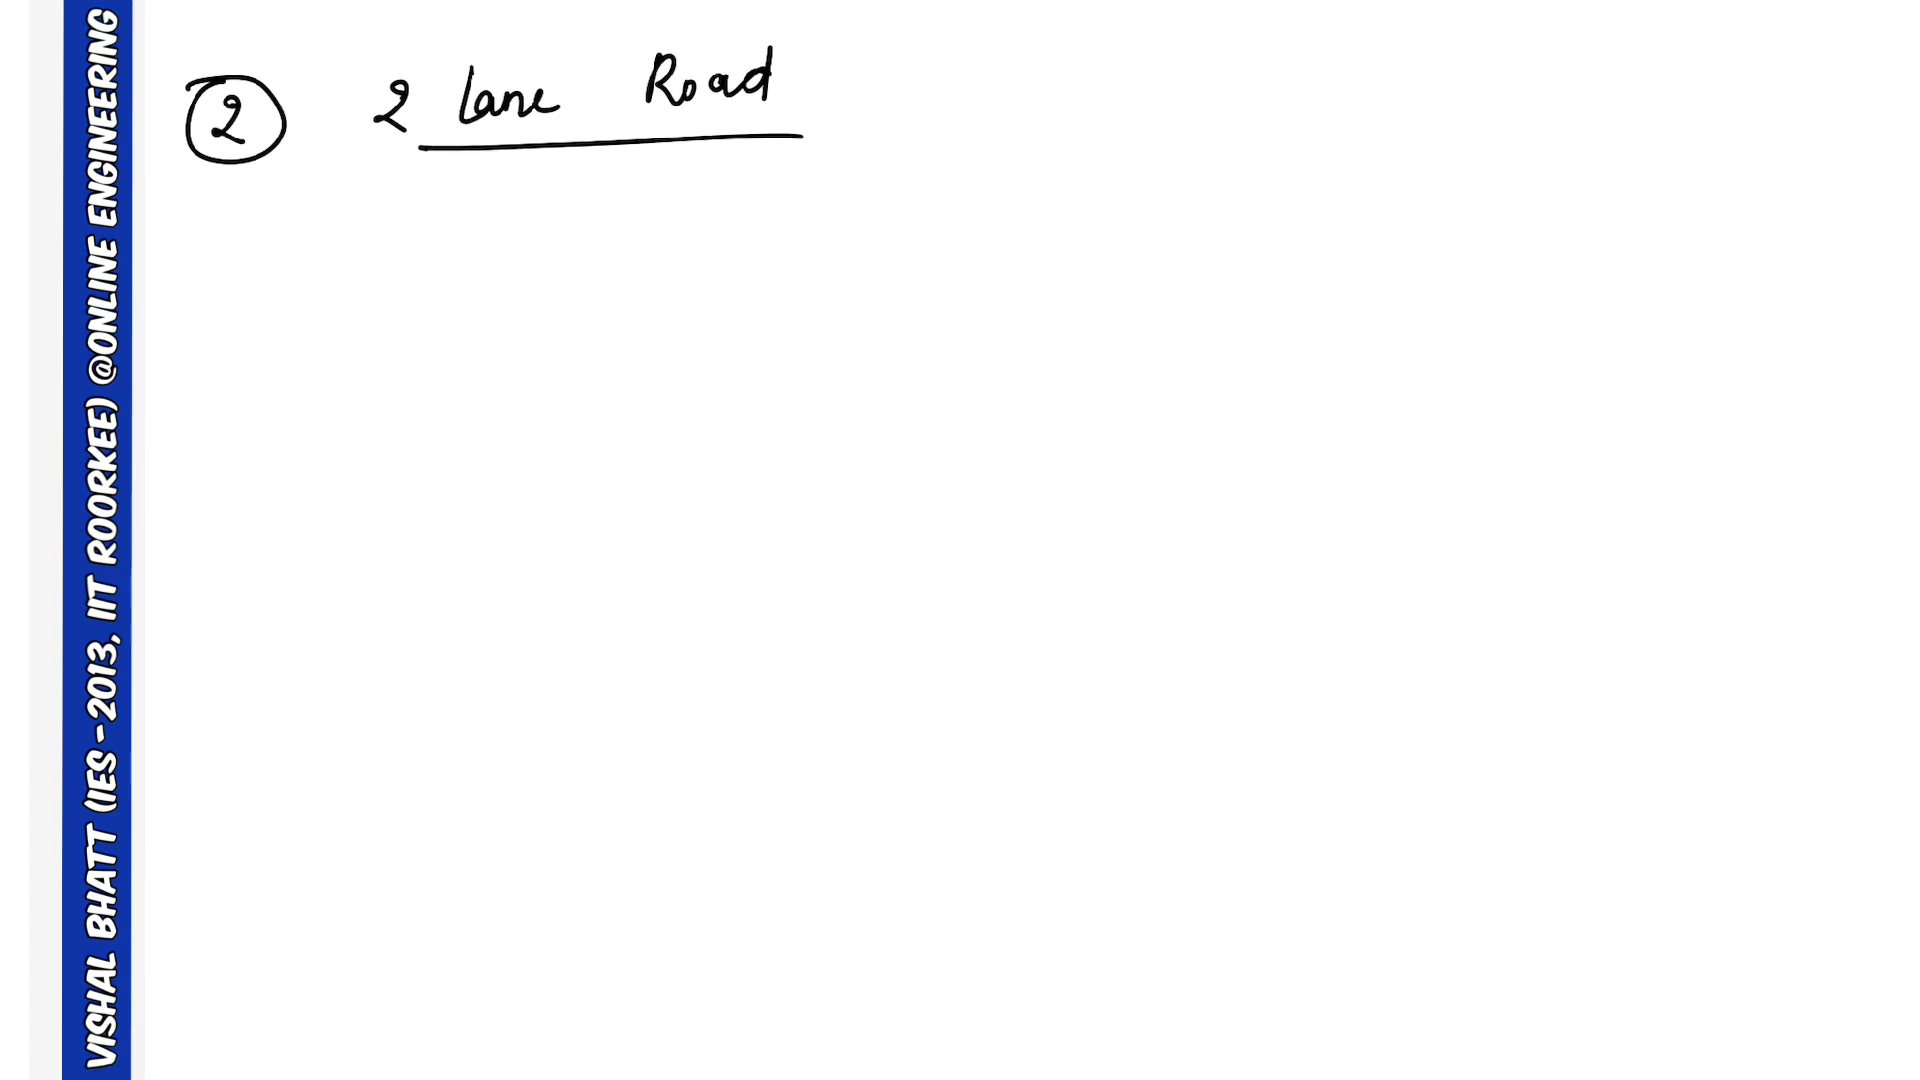 ② 2 Lane Road
VISHAL BHATT (IES-2013, IIT ROORKEE) @ONLINE ENGINEERING